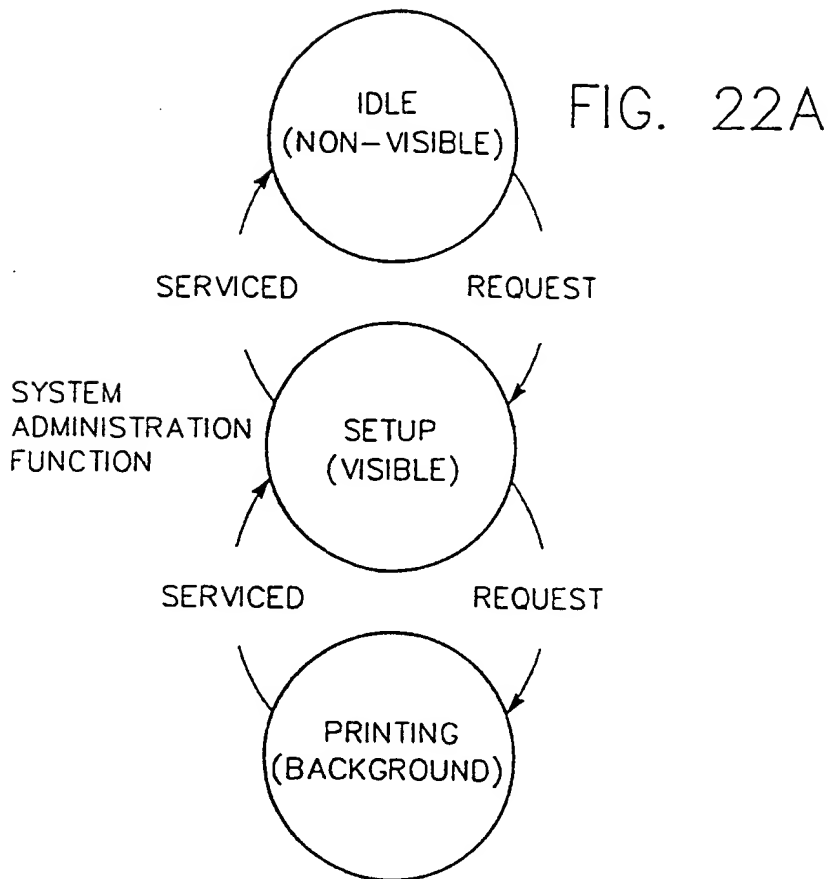 IDLE
(NON-VISIBLE)
FIG. 22A
SERVICED
REQUEST
SYSTEM
ADMINISTRATION
FUNCTION
SETUP
(VISIBLE)
SERVICED
REQUEST
PRINTING
(BACKGROUND)